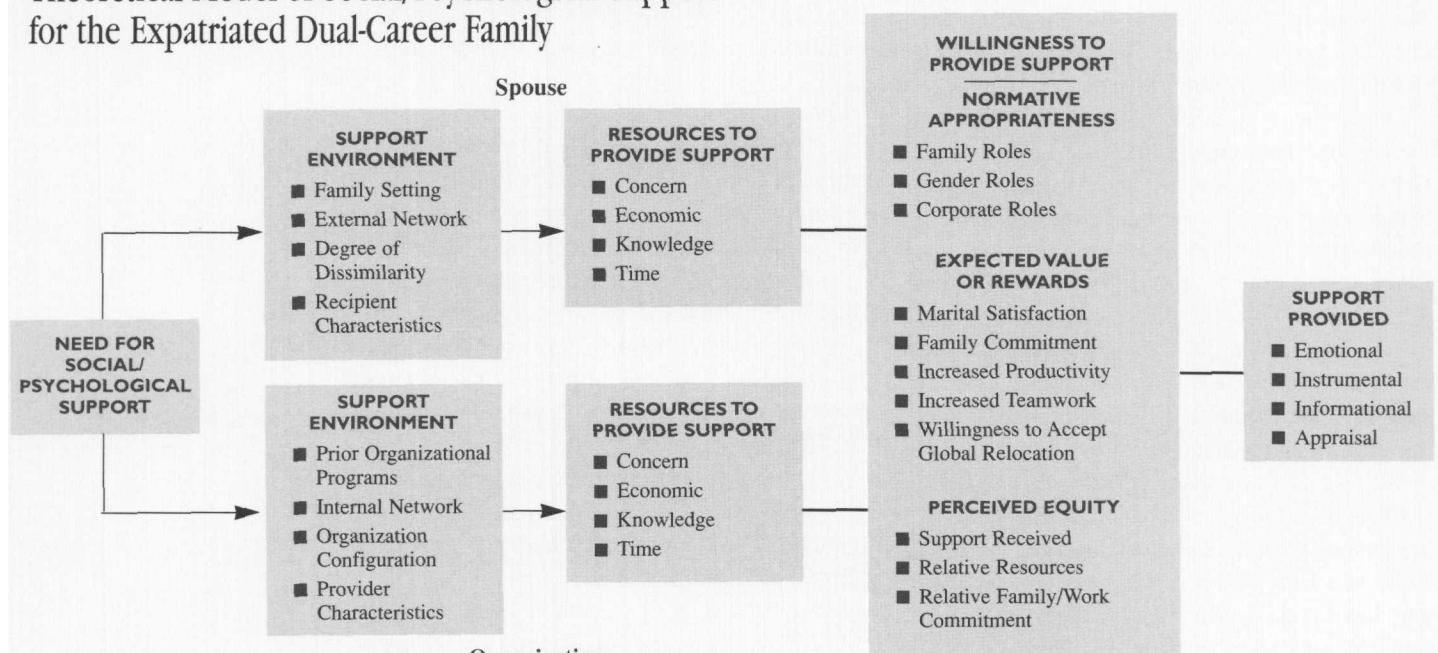 for the Expatriated Dual-Career Family
Spouse
NEED FOR
SOCIAL/
PSYCHOLOGICAL
SUPPORT
SUPPORT
ENVIRONMENT
■ Family Setting
■ External Network
■ Degree of
Dissimilarity
■ Recipient
Characteristics
RESOURCES TO
PROVIDE SUPPORT
■ Concern
■ Economic
■ Knowledge
■ Time
SUPPORT
ENVIRONMENT
■ Prior Organizational
Programs
■ Internal Network
■ Organization
Configuration
■ Provider
Characteristics
RESOURCES TO
PROVIDE SUPPORT
■ Concern
■ Economic
■ Knowledge
■ Time
WILLINGNESS TO
PROVIDE SUPPORT
NORMATIVE
APPROPRIATENESS
■ Family Roles
■ Gender Roles
■ Corporate Roles
EXPECTED VALUE
OR REWARDS
■ Marital Satisfaction
■ Family Commitment
■ Increased Productivity
■ Increased Teamwork
■ Willingness to Accept
Global Relocation
PERCEIVED EQUITY
■ Support Received
■ Relative Resources
■ Relative Family/Work
Commitment
SUPPORT
PROVIDED
■ Emotional
■ Instrumental
■ Informational
■ Appraisal